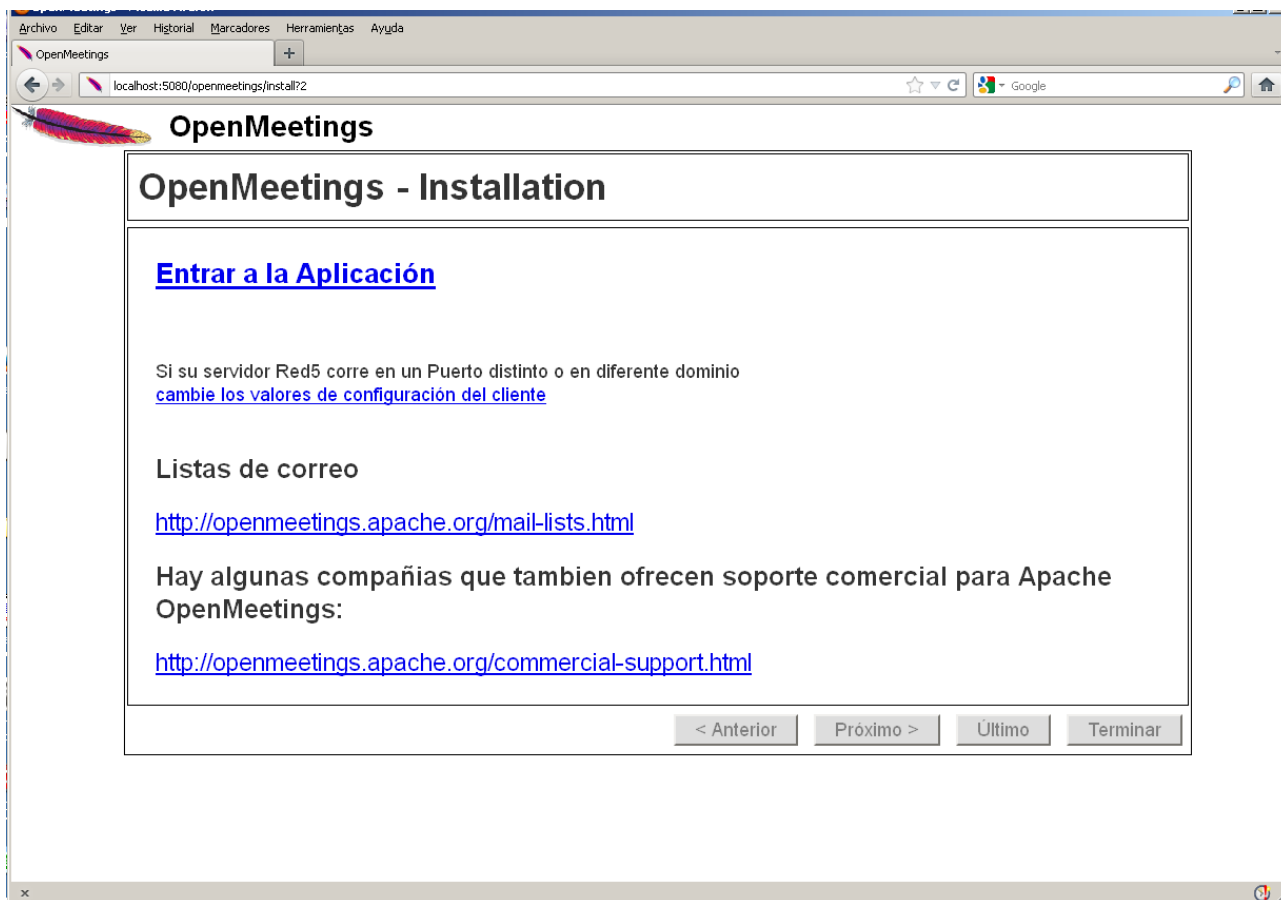 Archivo Editar Ver Historial Marcadores Herramientas Ayuda
OpenMeetings
localhost:5080/openmeetings/install?2
Google
OpenMeetings
OpenMeetings - Installation
Entrar a la Aplicación
Si su servidor Red5 corre en un Puerto distinto o en diferente dominio
cambie los valores de configuración del cliente
Listas de correo
http://openmeetings.apache.org/mail-lists.html
Hay algunas compañias que tambien ofrecen soporte comercial para Apache
OpenMeetings:
http://openmeetings.apache.org/commercial-support.html
< Anterior Próximo > Último Terminar